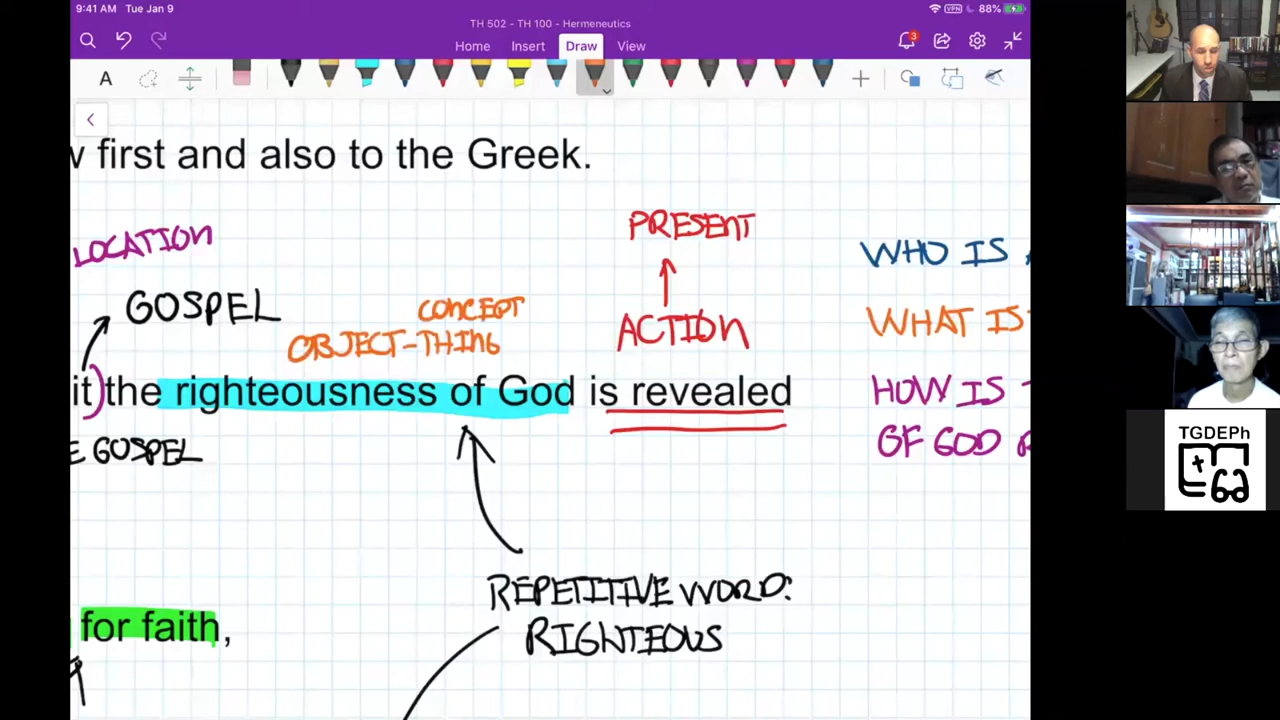 9:41 AM Tue Jan 9
88%
TH 502 - TH 100 - Hermeneutics
Home Insert Draw View
3
A
first and also to the Greek.
LOCATION
PRESENT
WHO IS
GOSPEL
CONCEPT
WHAT IS
OBJECT-THING
ACTION
it) the righteousness of God is revealed
HOW IS
OF GOD
GOSPEL
TGDEPh
REPETITIVE WORD:
RIGHTEOUS
for faith,